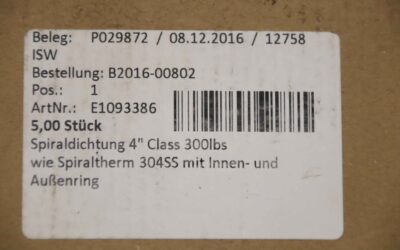 Beleg: P029872 / 08.12.2016 / 12758
ISW
Bestellung: B2016-00802
Pos.: 1
ArtNr.: E1093386
5,00 Stück
Spiraldichtung 4" Class 300lbs
wie Spiraltherm 304SS mit Innen- und
Außenring